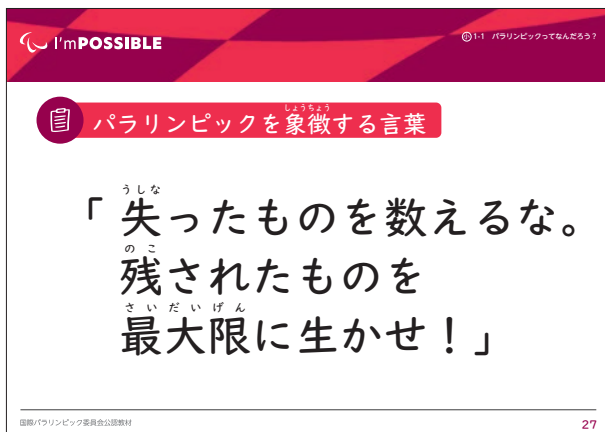 I'mPOSSIBLE
小1-1 パラリンピックってなんだろう？
パラリンピックを象徴する言葉
しょうちょう
「失ったものを数えるな。
うしな
残されたものを
のこ
最大限に生かせ！」
さいだいげん
国際パラリンピック委員会公認教材
27